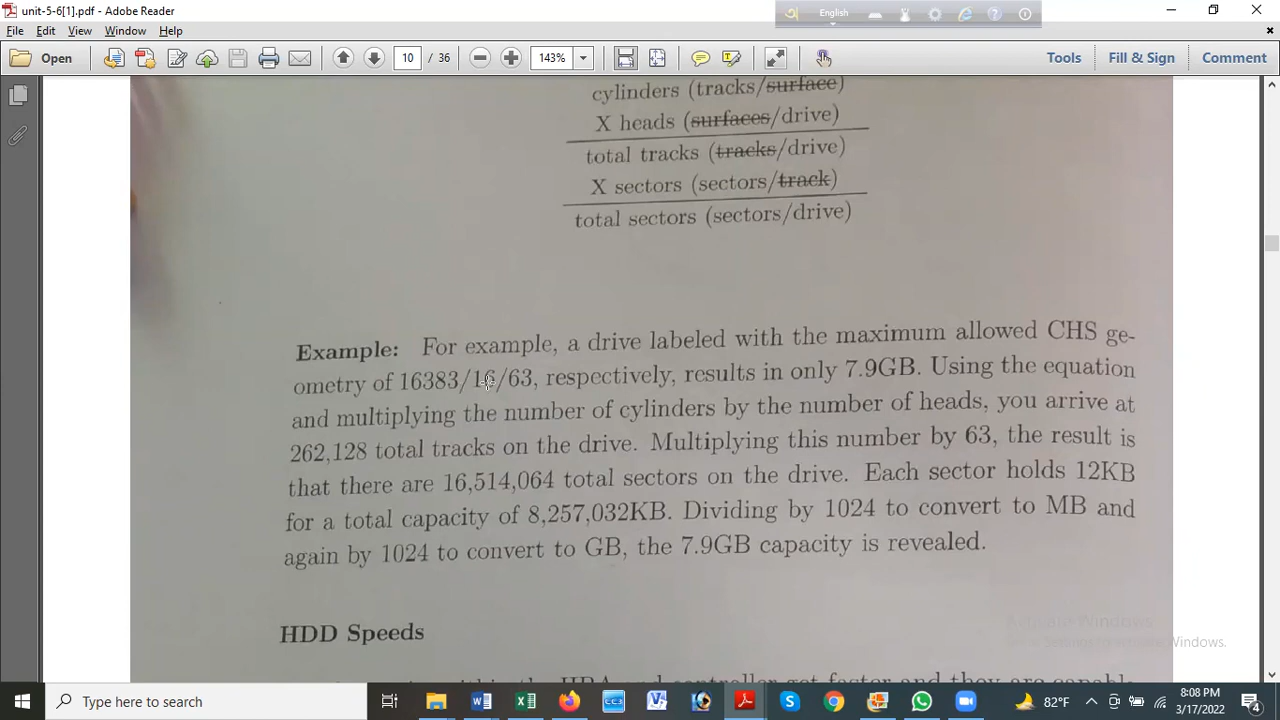 unit-5-6[1].pdf - Adobe Reader
English
File Edit View Window Help
Open 10 / 36 143% Tools Fill & Sign Comment
cylinders (tracks/surface)
X heads (surfaces/drive)
total tracks (tracks/drive)
X sectors (sectors/track)
total sectors (sectors/drive)
Example: For example, a drive labeled with the maximum allowed CHS ge-
ometry of 16383/16/63, respectively, results in only 7.9GB. Using the equation
and multiplying the number of cylinders by the number of heads, you arrive at
262,128 total tracks on the drive. Multiplying this number by 63, the result is
that there are 16,514,064 total sectors on the drive. Each sector holds 12KB
for a total capacity of 8,257,032KB. Dividing by 1024 to convert to MB and
again by 1024 to convert to GB, the 7.9GB capacity is revealed.
HDD Speeds
Windows.
Type here to search
82°F
8:08 PM
3/17/2022
4